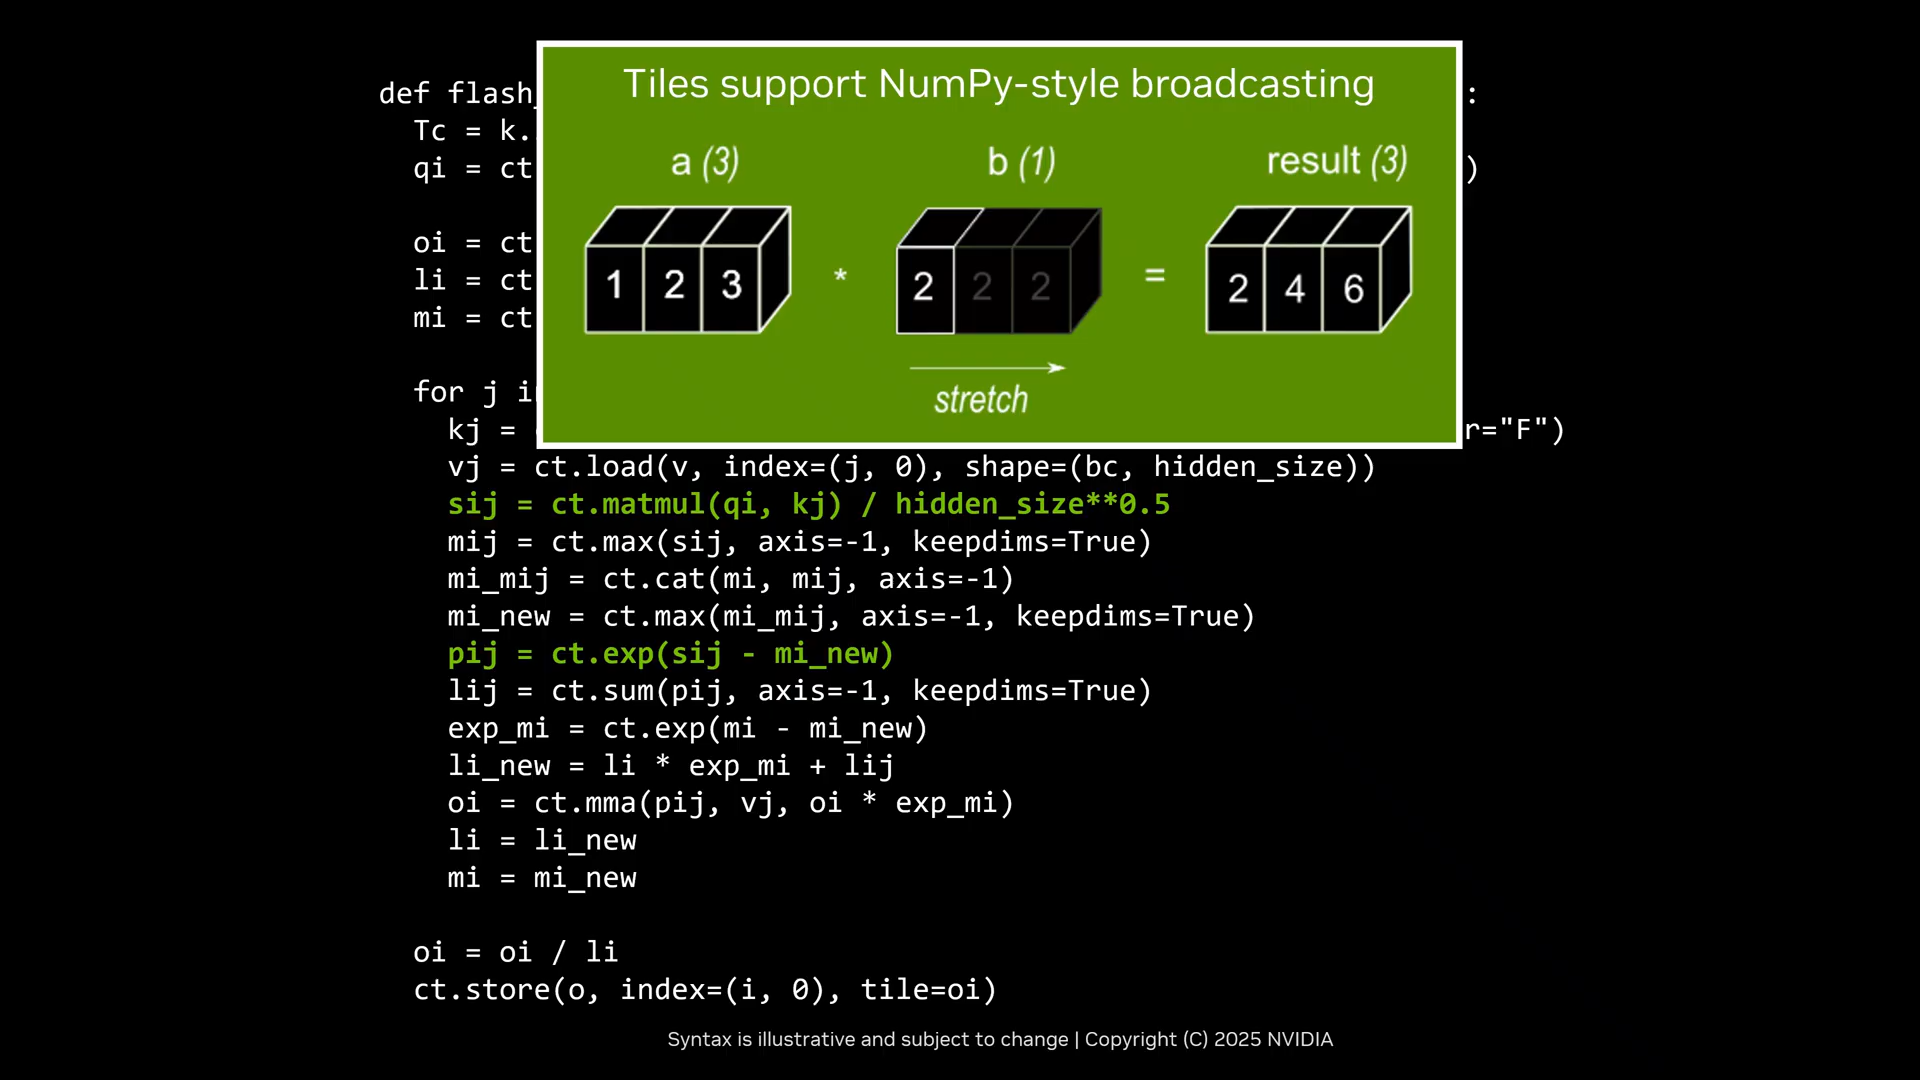 Tiles support NumPy-style broadcasting
a (3) b (1) result (3)
1 2 3 * 2 2 2 = 2 4 6
stretch
def flash_ :
Tc = k.
qi = ct )
oi = ct
li = ct
mi = ct
for j in
kj = r="F")
vj = ct.load(v, index=(j, 0), shape=(bc, hidden_size))
sij = ct.matmul(qi, kj) / hidden_size**0.5
mij = ct.max(sij, axis=-1, keepdims=True)
mi_mij = ct.cat(mi, mij, axis=-1)
mi_new = ct.max(mi_mij, axis=-1, keepdims=True)
pij = ct.exp(sij - mi_new)
lij = ct.sum(pij, axis=-1, keepdims=True)
exp_mi = ct.exp(mi - mi_new)
li_new = li * exp_mi + lij
oi = ct.mma(pij, vj, oi * exp_mi)
li = li_new
mi = mi_new
oi = oi / li
ct.store(o, index=(i, 0), tile=oi)
Syntax is illustrative and subject to change | Copyright (C) 2025 NVIDIA